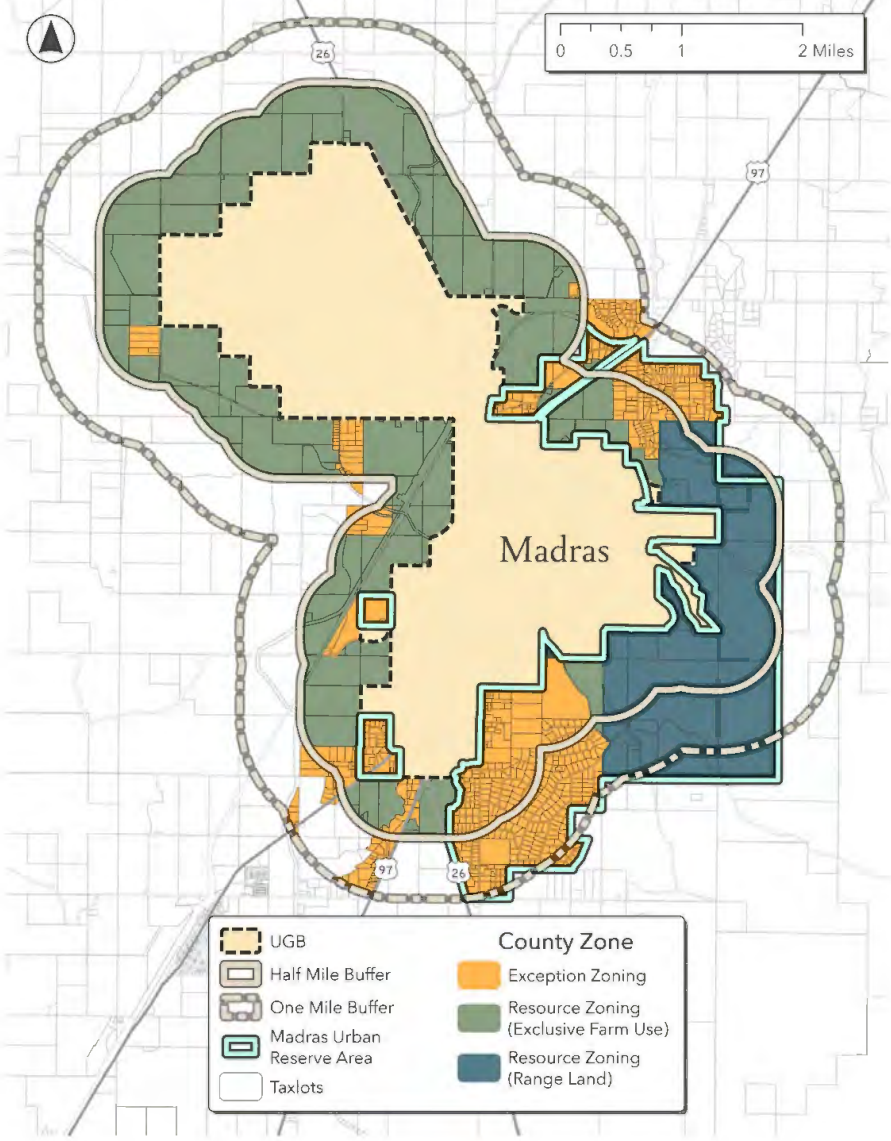 0 0.5 1 2 Miles
26
97
Madras
97
26
UGB
Half Mile Buffer
One Mile Buffer
Madras Urban
Reserve Area
Taxlots
County Zone
Exception Zoning
Resource Zoning
(Exclusive Farm Use)
Resource Zoning
(Range Land)